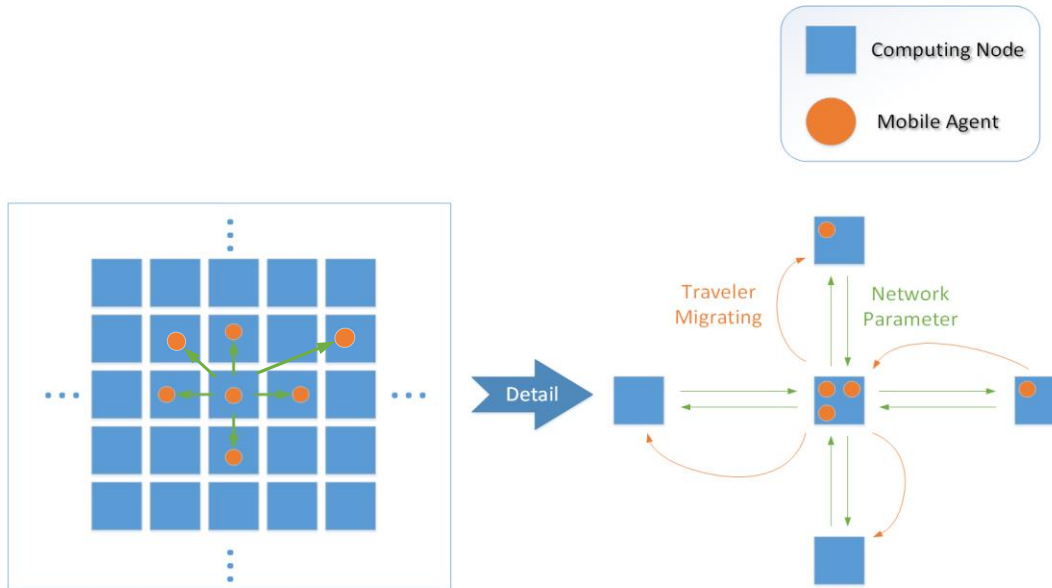 Computing Node
Mobile Agent
Traveler
Migrating
Network
Parameter
Detail